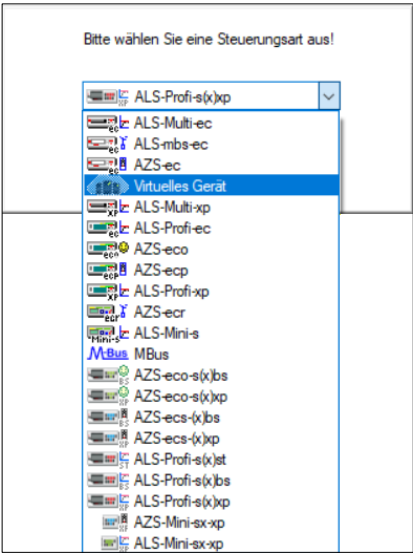 Bitte wählen Sie eine Steuerungsart aus!
ALS-Profi-s(x)xp
ALS-Multi-ec
ALS-mbs-ec
AZS-ec
Virtuelles Gerät
ALS-Multi-xp
ALS-Profi-ec
AZS-eco
AZS-ecp
ALS-Profi-xp
AZS-ecr
ALS-Mini-s
M-Bus MBus
AZS-eco-s(x)bs
AZS-eco-s(x)xp
AZS-ecs-(x)bs
AZS-ecs-(x)xp
ALS-Profi-s(x)st
ALS-Profi-s(x)bs
ALS-Profi-s(x)xp
AZS-Mini-sx-xp
ALS-Mini-sx-xp